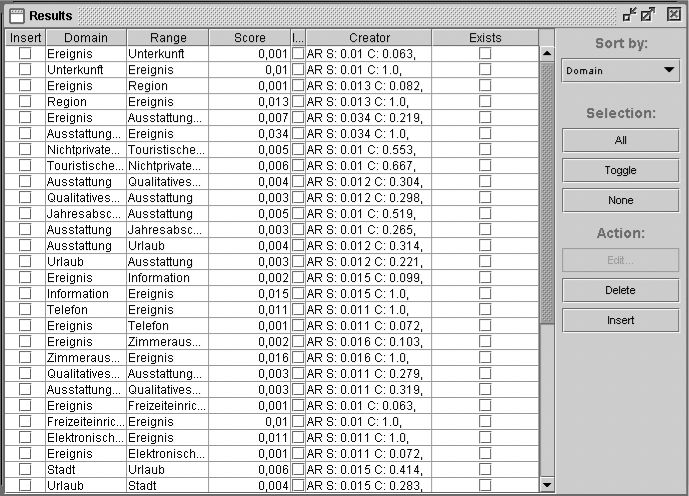 Results
Insert Domain Range Score I... Creator Exists
Ereignis Unterkunft 0,001 AR S: 0.01 C: 0.063,
Unterkunft Ereignis 0,01 AR S: 0.01 C: 1.0,
Ereignis Region 0,001 AR S: 0.013 C: 0.082,
Region Ereignis 0,013 AR S: 0.013 C: 1.0,
Ereignis Ausstattung... 0,007 AR S: 0.034 C: 0.219,
Ausstattung... Ereignis 0,034 AR S: 0.034 C: 1.0,
Nichtprivate... Touristische... 0,005 AR S: 0.01 C: 0.553,
Touristische... Nichtprivate... 0,006 AR S: 0.01 C: 0.667,
Ausstattung Qualitatives... 0,004 AR S: 0.012 C: 0.304,
Qualitatives... Ausstattung 0,003 AR S: 0.012 C: 0.298,
Jahresabsc... Ausstattung 0,005 AR S: 0.01 C: 0.519,
Ausstattung Jahresabsc... 0,003 AR S: 0.01 C: 0.265,
Ausstattung Urlaub 0,004 AR S: 0.012 C: 0.314,
Urlaub Ausstattung 0,003 AR S: 0.012 C: 0.221,
Ereignis Information 0,002 AR S: 0.015 C: 0.099,
Information Ereignis 0,015 AR S: 0.015 C: 1.0,
Telefon Ereignis 0,011 AR S: 0.011 C: 1.0,
Ereignis Telefon 0,001 AR S: 0.011 C: 0.072,
Ereignis Zimmeraus... 0,002 AR S: 0.016 C: 0.103,
Zimmeraus... Ereignis 0,016 AR S: 0.016 C: 1.0,
Qualitatives... Ausstattung... 0,003 AR S: 0.011 C: 0.279,
Ausstattung... Qualitatives... 0,003 AR S: 0.011 C: 0.319,
Ereignis Freizeiteinric... 0,001 AR S: 0.01 C: 0.063,
Freizeiteinric... Ereignis 0,01 AR S: 0.01 C: 1.0,
Elektronisch... Ereignis 0,011 AR S: 0.011 C: 1.0,
Ereignis Elektronisch... 0,001 AR S: 0.011 C: 0.072,
Stadt Urlaub 0,006 AR S: 0.015 C: 0.414,
Urlaub Stadt 0,004 AR S: 0.015 C: 0.283,
Sort by:
Domain
Selection:
All
Toggle
None
Action:
Edit...
Delete
Insert